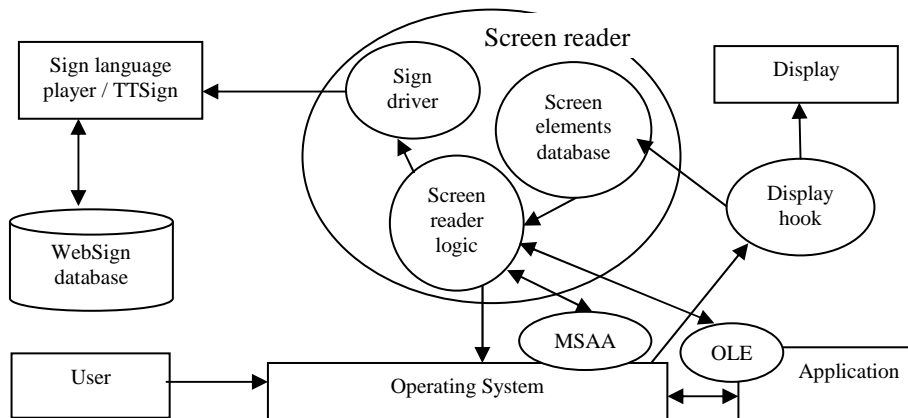 Screen reader
Sign language
player / TTSign
Sign
driver
Screen
elements
database
Display
Screen
reader
logic
Display
hook
WebSign
database
MSAA
OLE
User
Operating System
Application